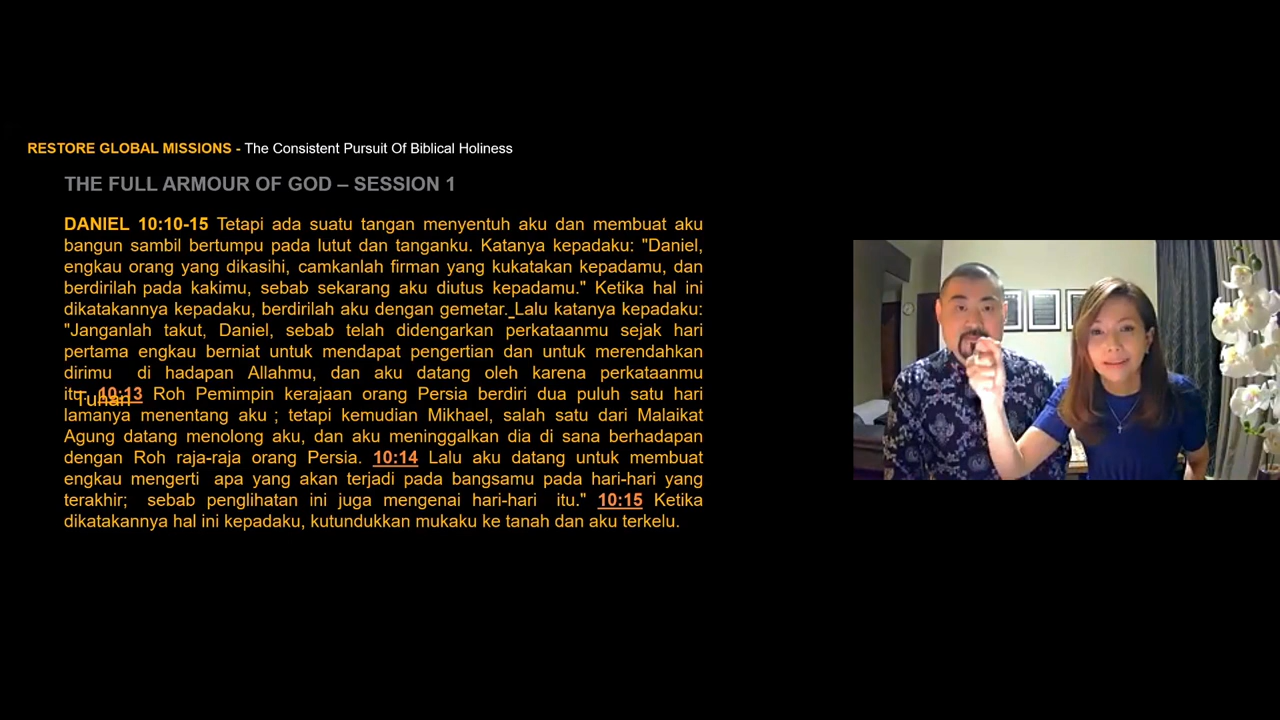 RESTORE GLOBAL MISSIONS - The Consistent Pursuit Of Biblical Holiness
THE FULL ARMOUR OF GOD – SESSION 1
DANIEL 10:10-15 Tetapi ada suatu tangan menyentuh aku dan membuat aku
bangun sambil bertumpu pada lutut dan tanganku. Katanya kepadaku: "Daniel,
engkau orang yang dikasihi, camkanlah firman yang kukatakan kepadamu, dan
berdirilah pada kakimu, sebab sekarang aku diutus kepadamu." Ketika hal ini
dikatakannya kepadaku, berdirilah aku dengan gemetar. Lalu katanya kepadaku:
"Janganlah takut, Daniel, sebab telah didengarkan perkataanmu sejak hari
pertama engkau berniat untuk mendapat pengertian dan untuk merendahkan
dirimu di hadapan Allahmu, dan aku datang oleh karena perkataanmu
itu. 10:13 Roh Pemimpin kerajaan orang Persia berdiri dua puluh satu hari
Tuhan
lamanya menentang aku ; tetapi kemudian Mikhael, salah satu dari Malaikat
Agung datang menolong aku, dan aku meninggalkan dia di sana berhadapan
dengan Roh raja-raja orang Persia. 10:14 Lalu aku datang untuk membuat
engkau mengerti apa yang akan terjadi pada bangsamu pada hari-hari yang
terakhir; sebab penglihatan ini juga mengenai hari-hari itu." 10:15 Ketika
dikatakannya hal ini kepadaku, kutundukkan mukaku ke tanah dan aku terkelu.